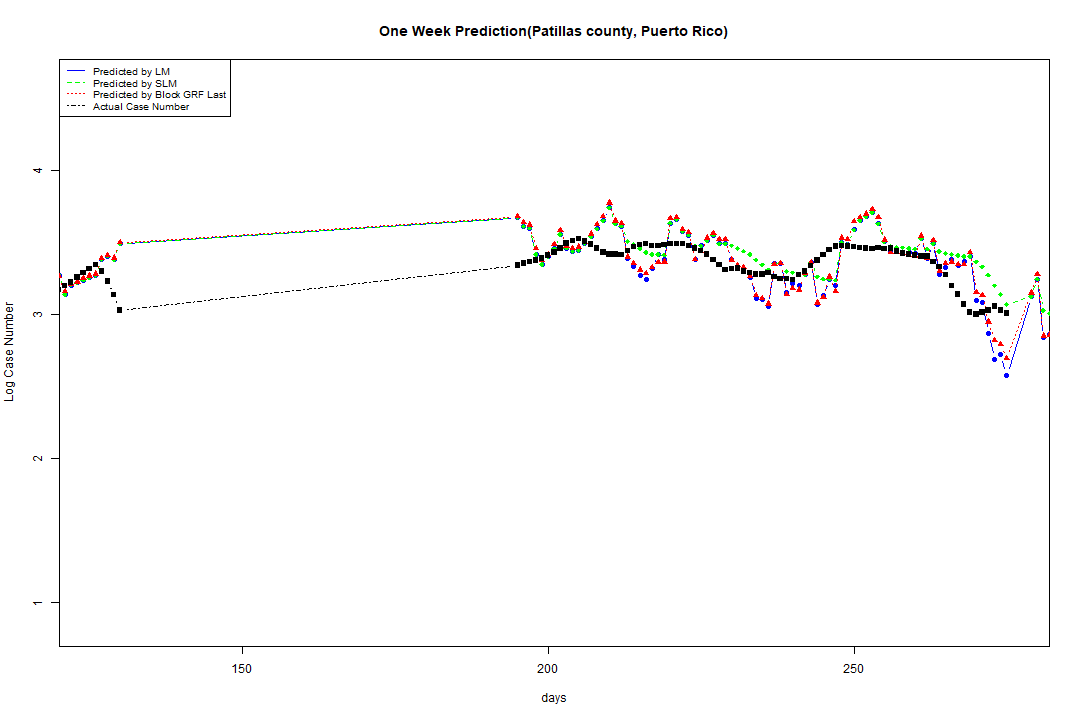 One Week Prediction(Patillas county, Puerto Rico)
Predicted by LM
Predicted by SLM
Predicted by Block GRF Last
Actual Case Number
4
3
2
1
Log Case Number
150 200 250
days